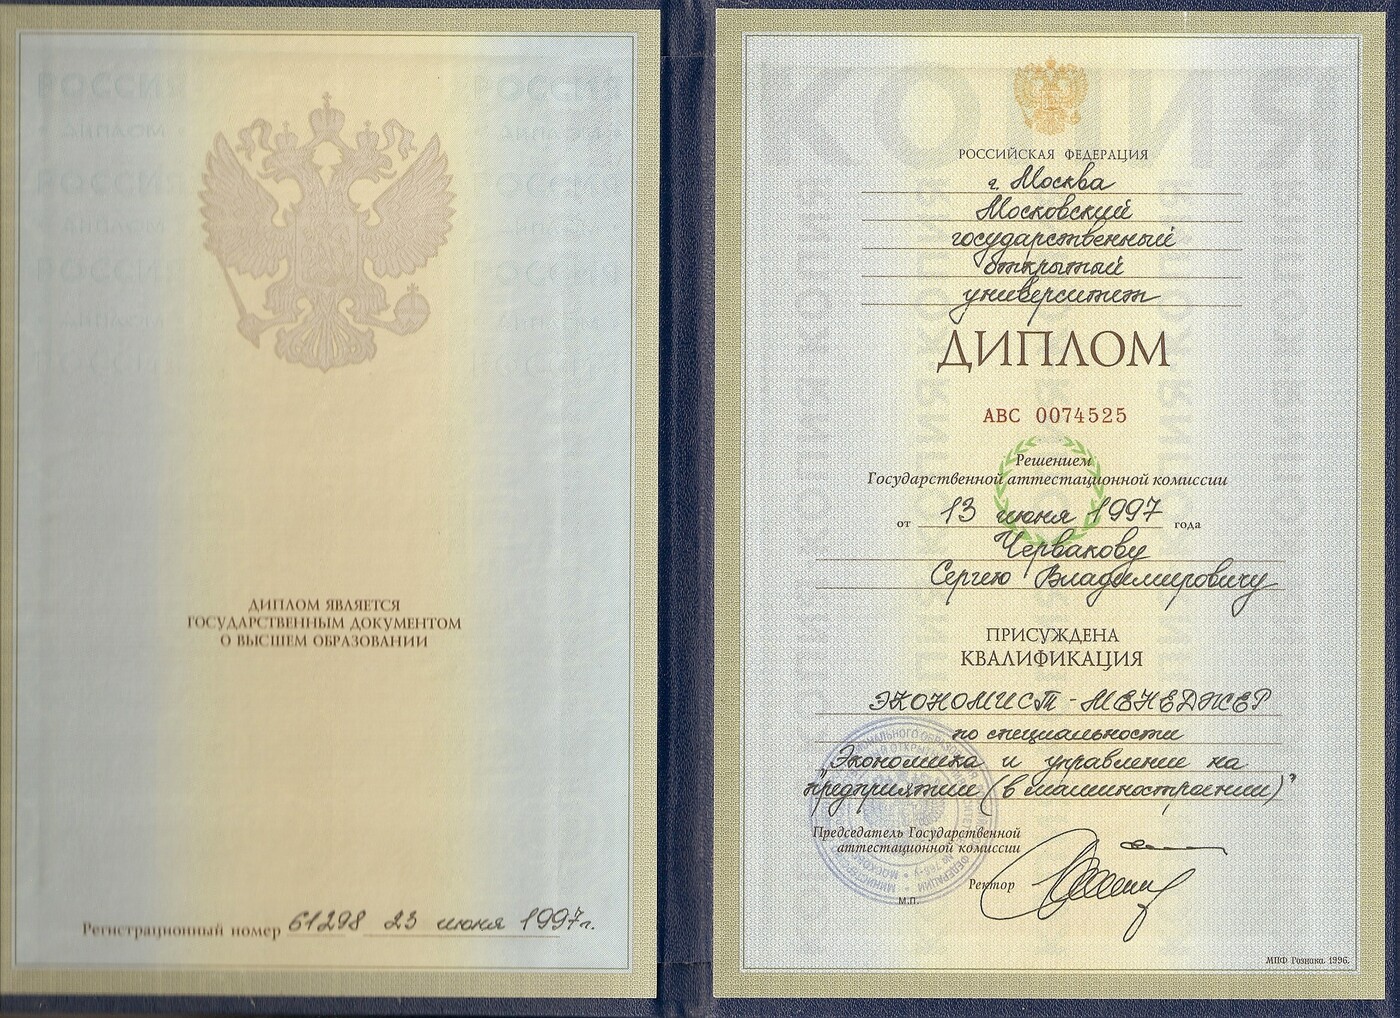 ДИПЛОМ ЯВЛЯЕТСЯ
ГОСУДАРСТВЕННЫМ ДОКУМЕНТОМ
О ВЫСШЕМ ОБРАЗОВАНИИ
Регистрационный номер 61298 23 июня 1997г.
РОССИЙСКАЯ ФЕДЕРАЦИЯ
г. Москва
Московский
государственный
открытый
университет
ДИПЛОМ
АВС 0074525
Решением
Государственной аттестационной комиссии
от 13 июня 1997 года
Червакову
Сергею Владимировичу
ПРИСУЖДЕНА
КВАЛИФИКАЦИЯ
ЭКОНОМИСТ-МЕНЕДЖЕР
по специальности
"Экономика и управление на
предприятии (в машиностроении)"
Председатель Государственной
аттестационной комиссии
Ректор
М.П.
МПФ Гознака. 1996.